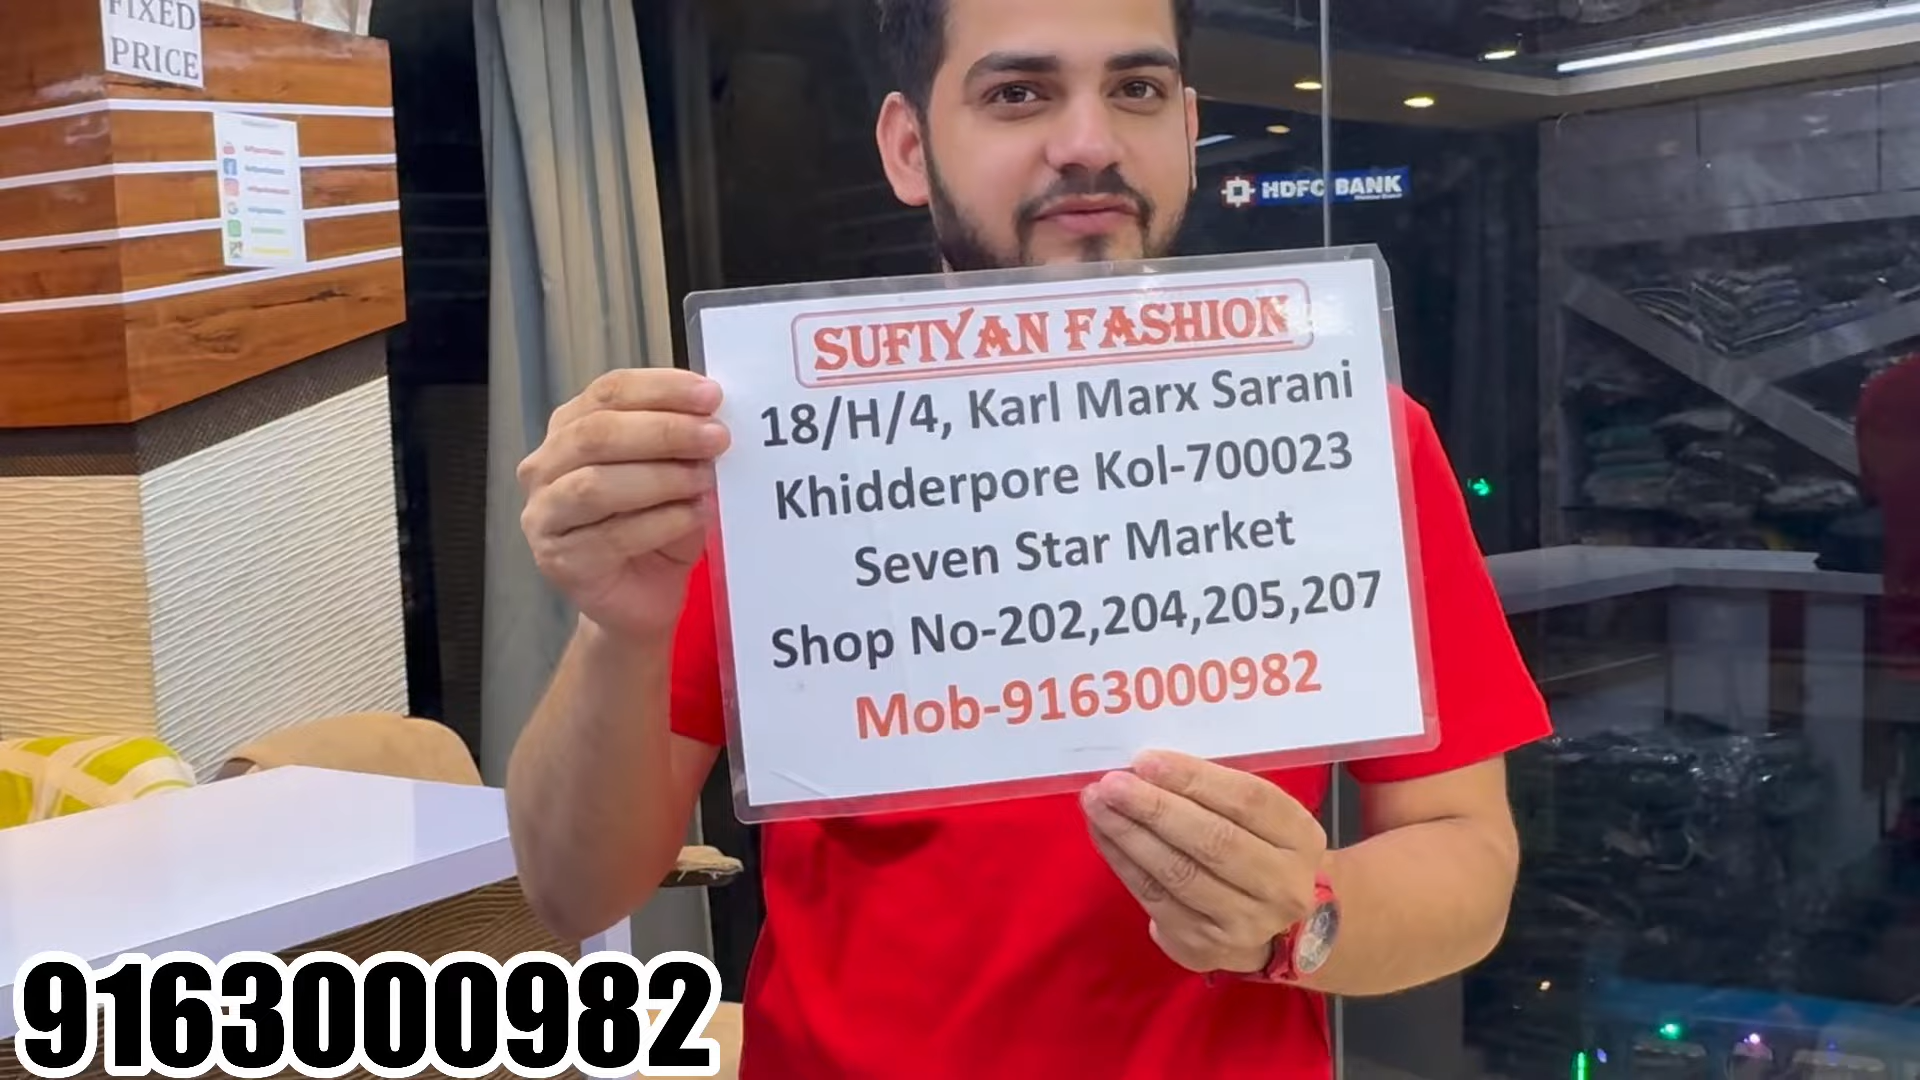 FIXED
PRICE
HDFC BANK
SUFIYAN FASHION
18/H/4, Karl Marx Sarani
Khidderpore Kol-700023
Seven Star Market
Shop No-202,204,205,207
Mob-9163000982
9163000982